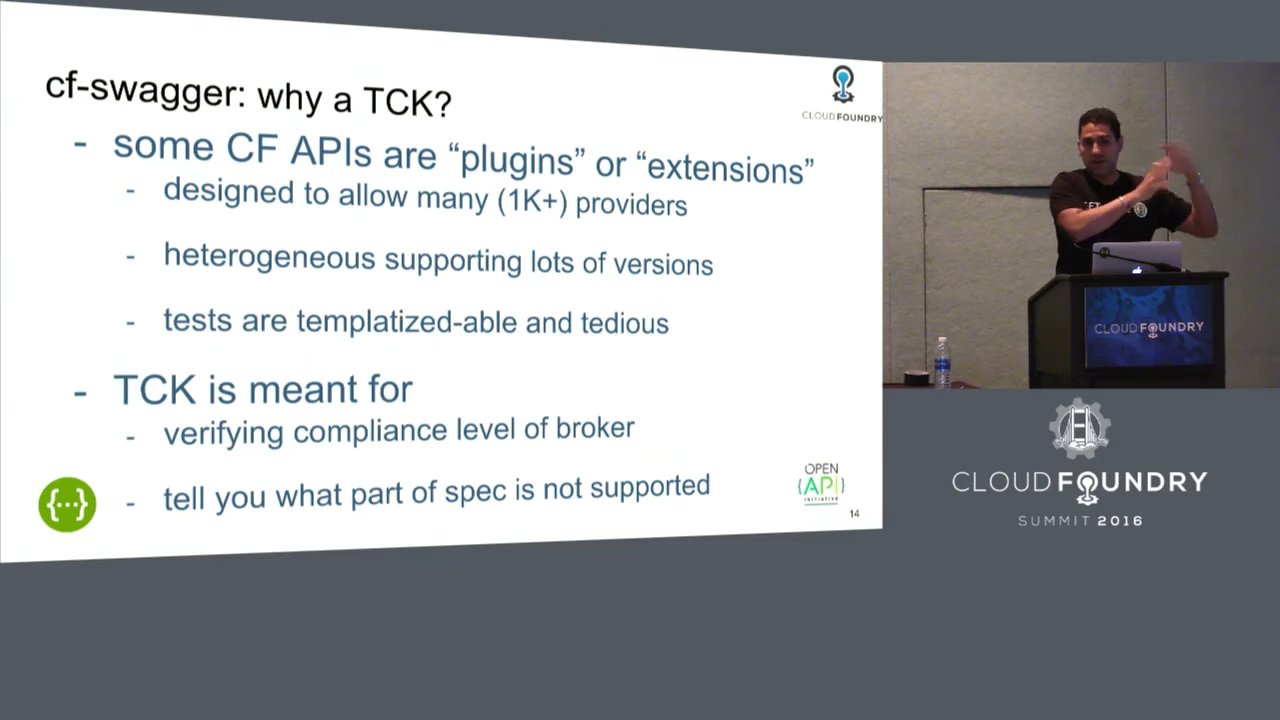 cf-swagger: why a TCK?
- some CF APIs are “plugins” or “extensions”
- designed to allow many (1K+) providers
- heterogeneous supporting lots of versions
- tests are templatized-able and tedious
- TCK is meant for
- verifying compliance level of broker
- tell you what part of spec is not supported
CLOUDFOUNDRY
{...}
OPEN
{API}
INITIATIVE
14
CLOUD FOUNDRY
CLOUD FOUNDRY
SUMMIT 2016